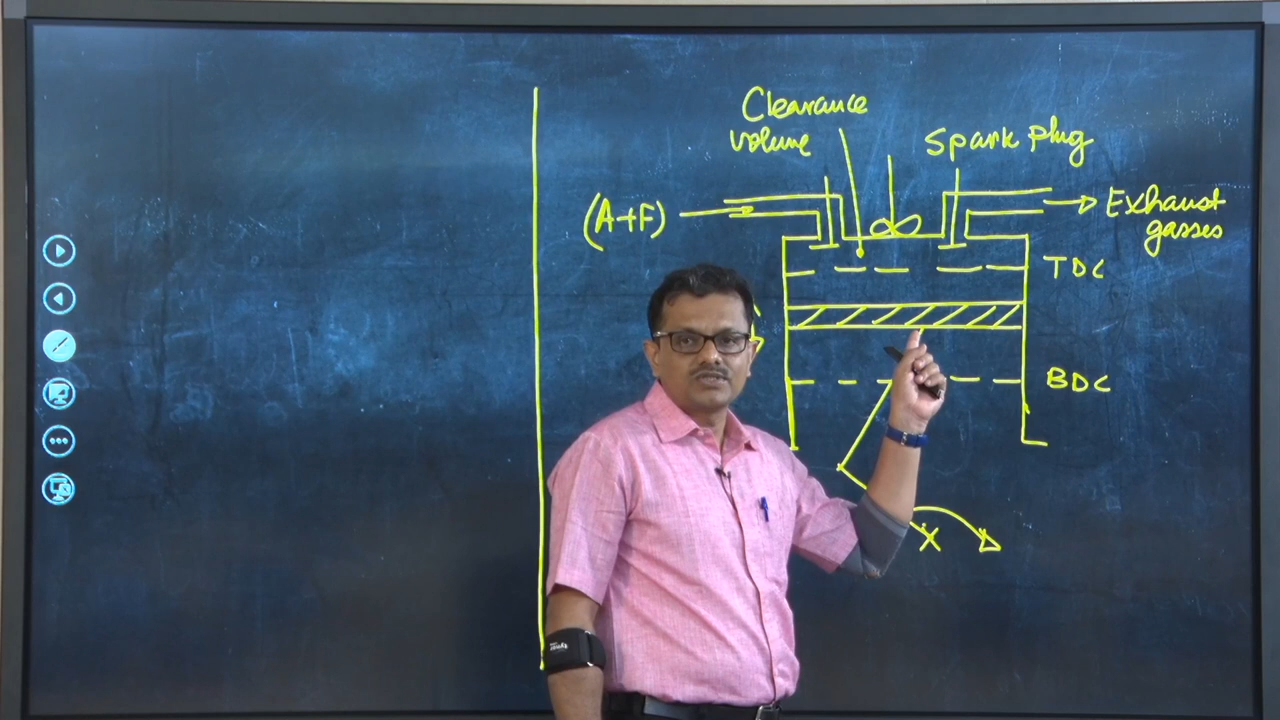 Clearance
volume
Spark plug
(A+F)
Exhaust
gasses
TDC
BDC
X